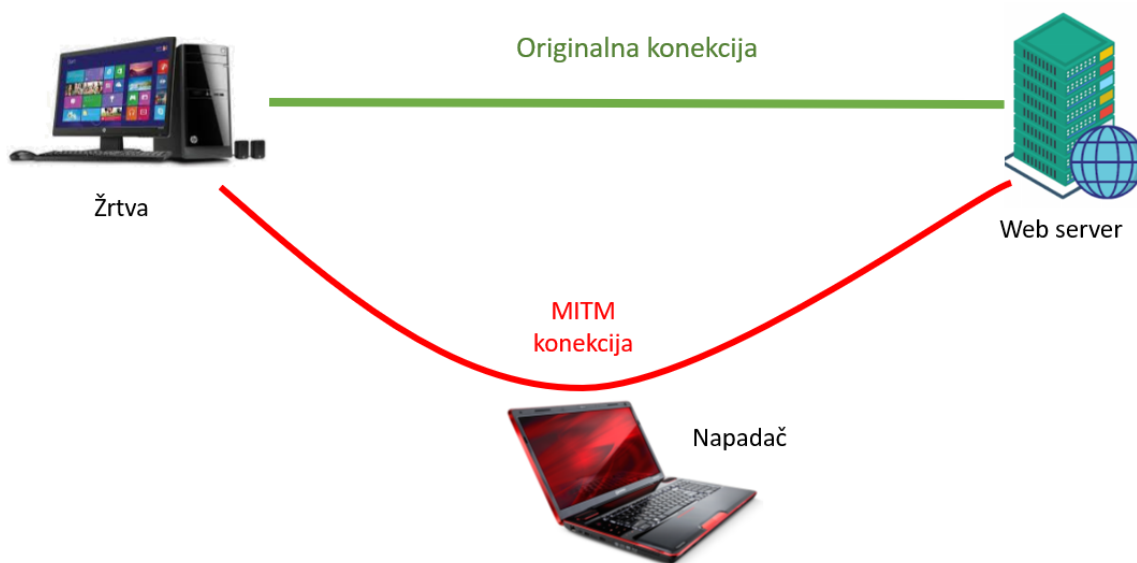 Originalna konekcija
Žrtva
Web server
MITM
konekcija
Napadač